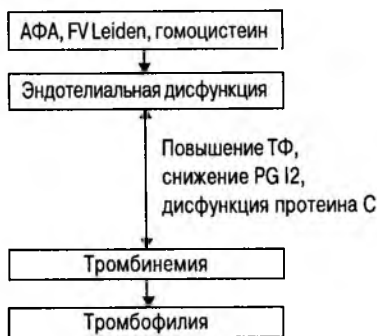 АФА, FV Leiden, гомоцистеин
Эндотелиальная дисфункция
Повышение ТФ,
снижение PG I2,
дисфункция протеина С
Тромбинемия
Тромбофилия